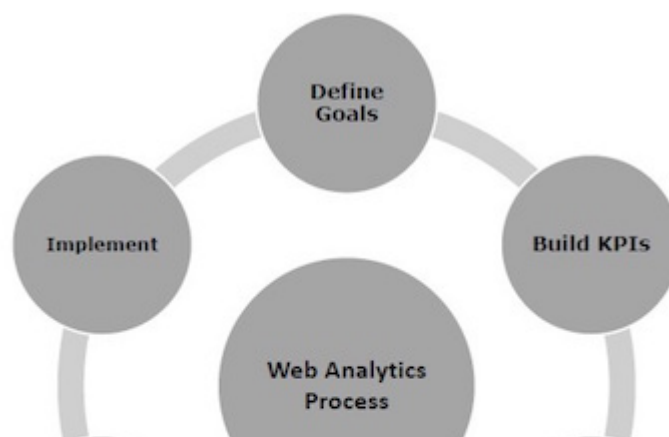 Define
Goals
Implement
Build KPIs
Web Analytics
Process